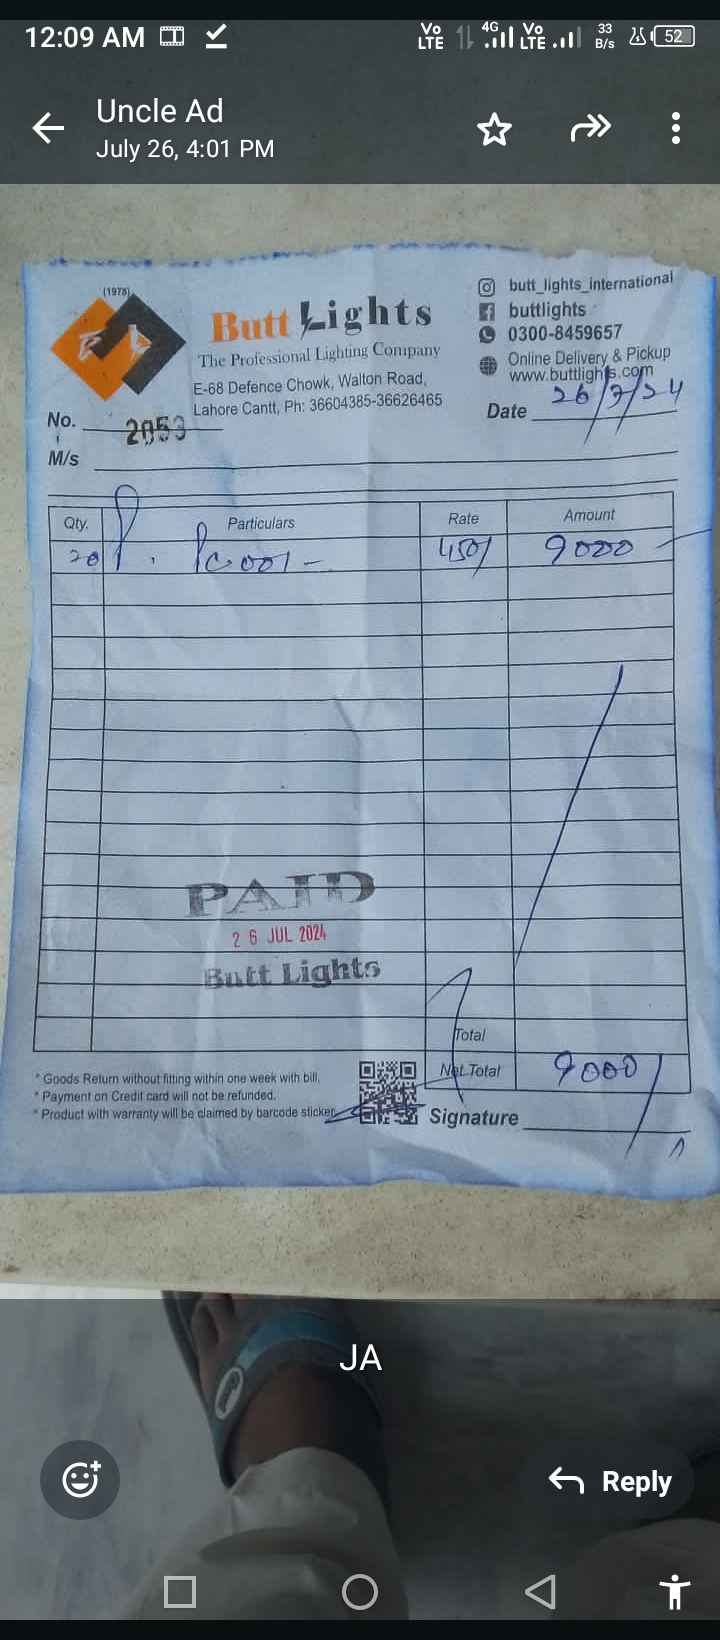 12:09 AM
Vo LTE 4G Vo LTE 33 B/s 52
Uncle Ad
July 26, 4:01 PM
(1978)
Butt Lights
The Professional Lighting Company
E-68 Defence Chowk, Walton Road,
Lahore Cantt, Ph: 36604385-36626465
butt_lights_international
buttlights
0300-8459657
Online Delivery & Pickup
www.buttlights.com
No. 2053
Date 26/7/24
M/s
Qty. Particulars Rate Amount
20 450/ 9000
PAID
26 JUL 2024
Butt Lights
Total
Net Total 9000/
* Goods Return without fitting within one week with bill.
* Payment on Credit card will not be refunded.
* Product with warranty will be claimed by barcode sticker.
Signature
JA
Reply